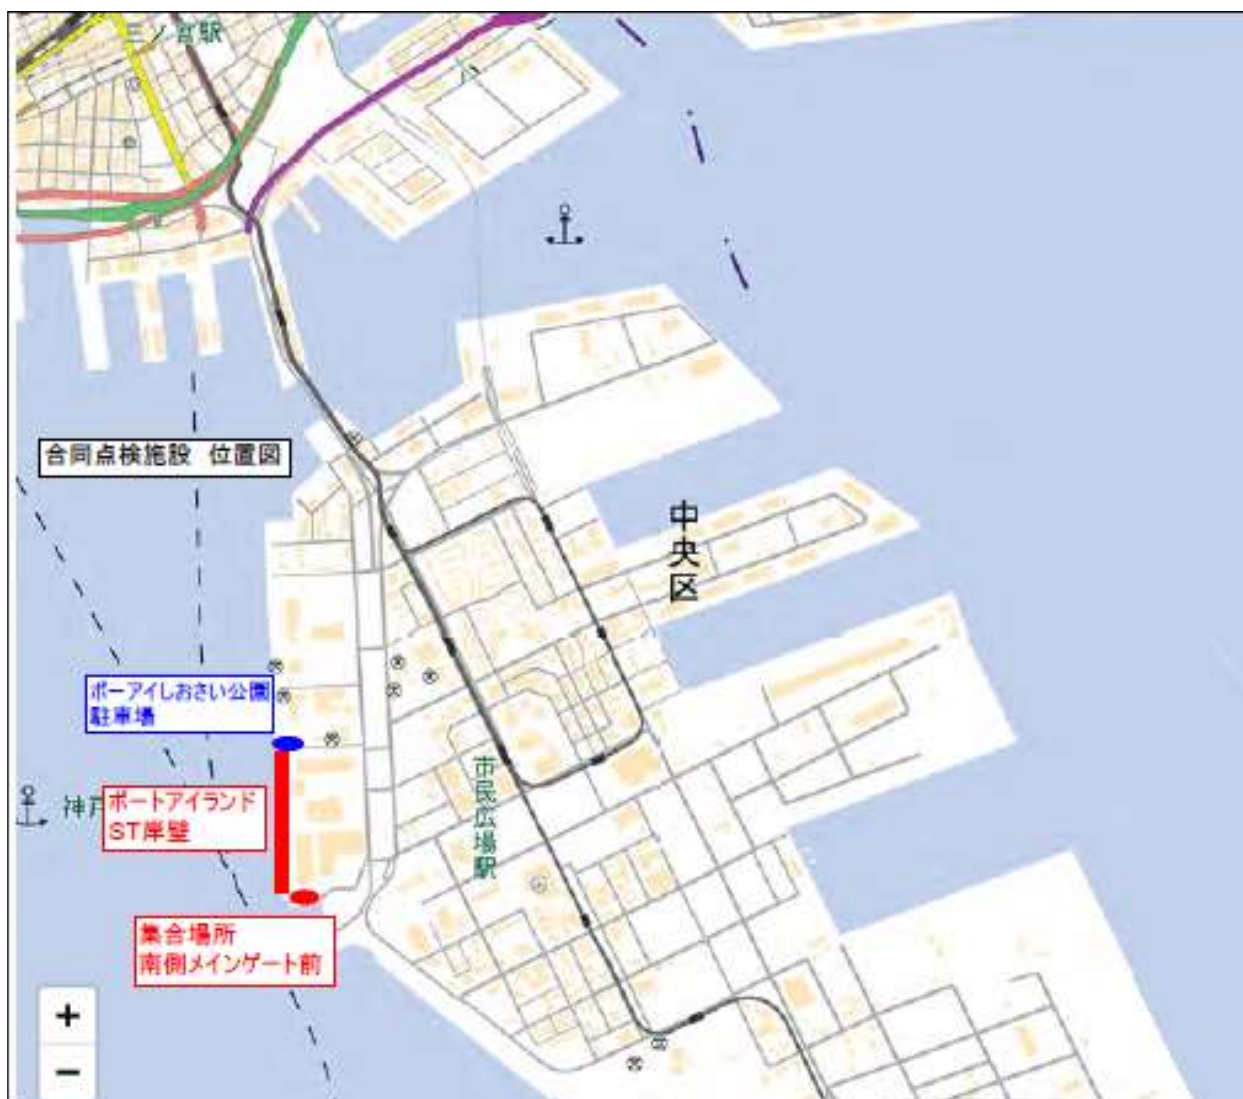 三ノ宮駅
合同点検施設 位置図
中央区
ポーアイしおさい公園
駐車場
市民広場駅
神戸
ポートアイランド
ST岸壁
集合場所
南側メインゲート前
+
−